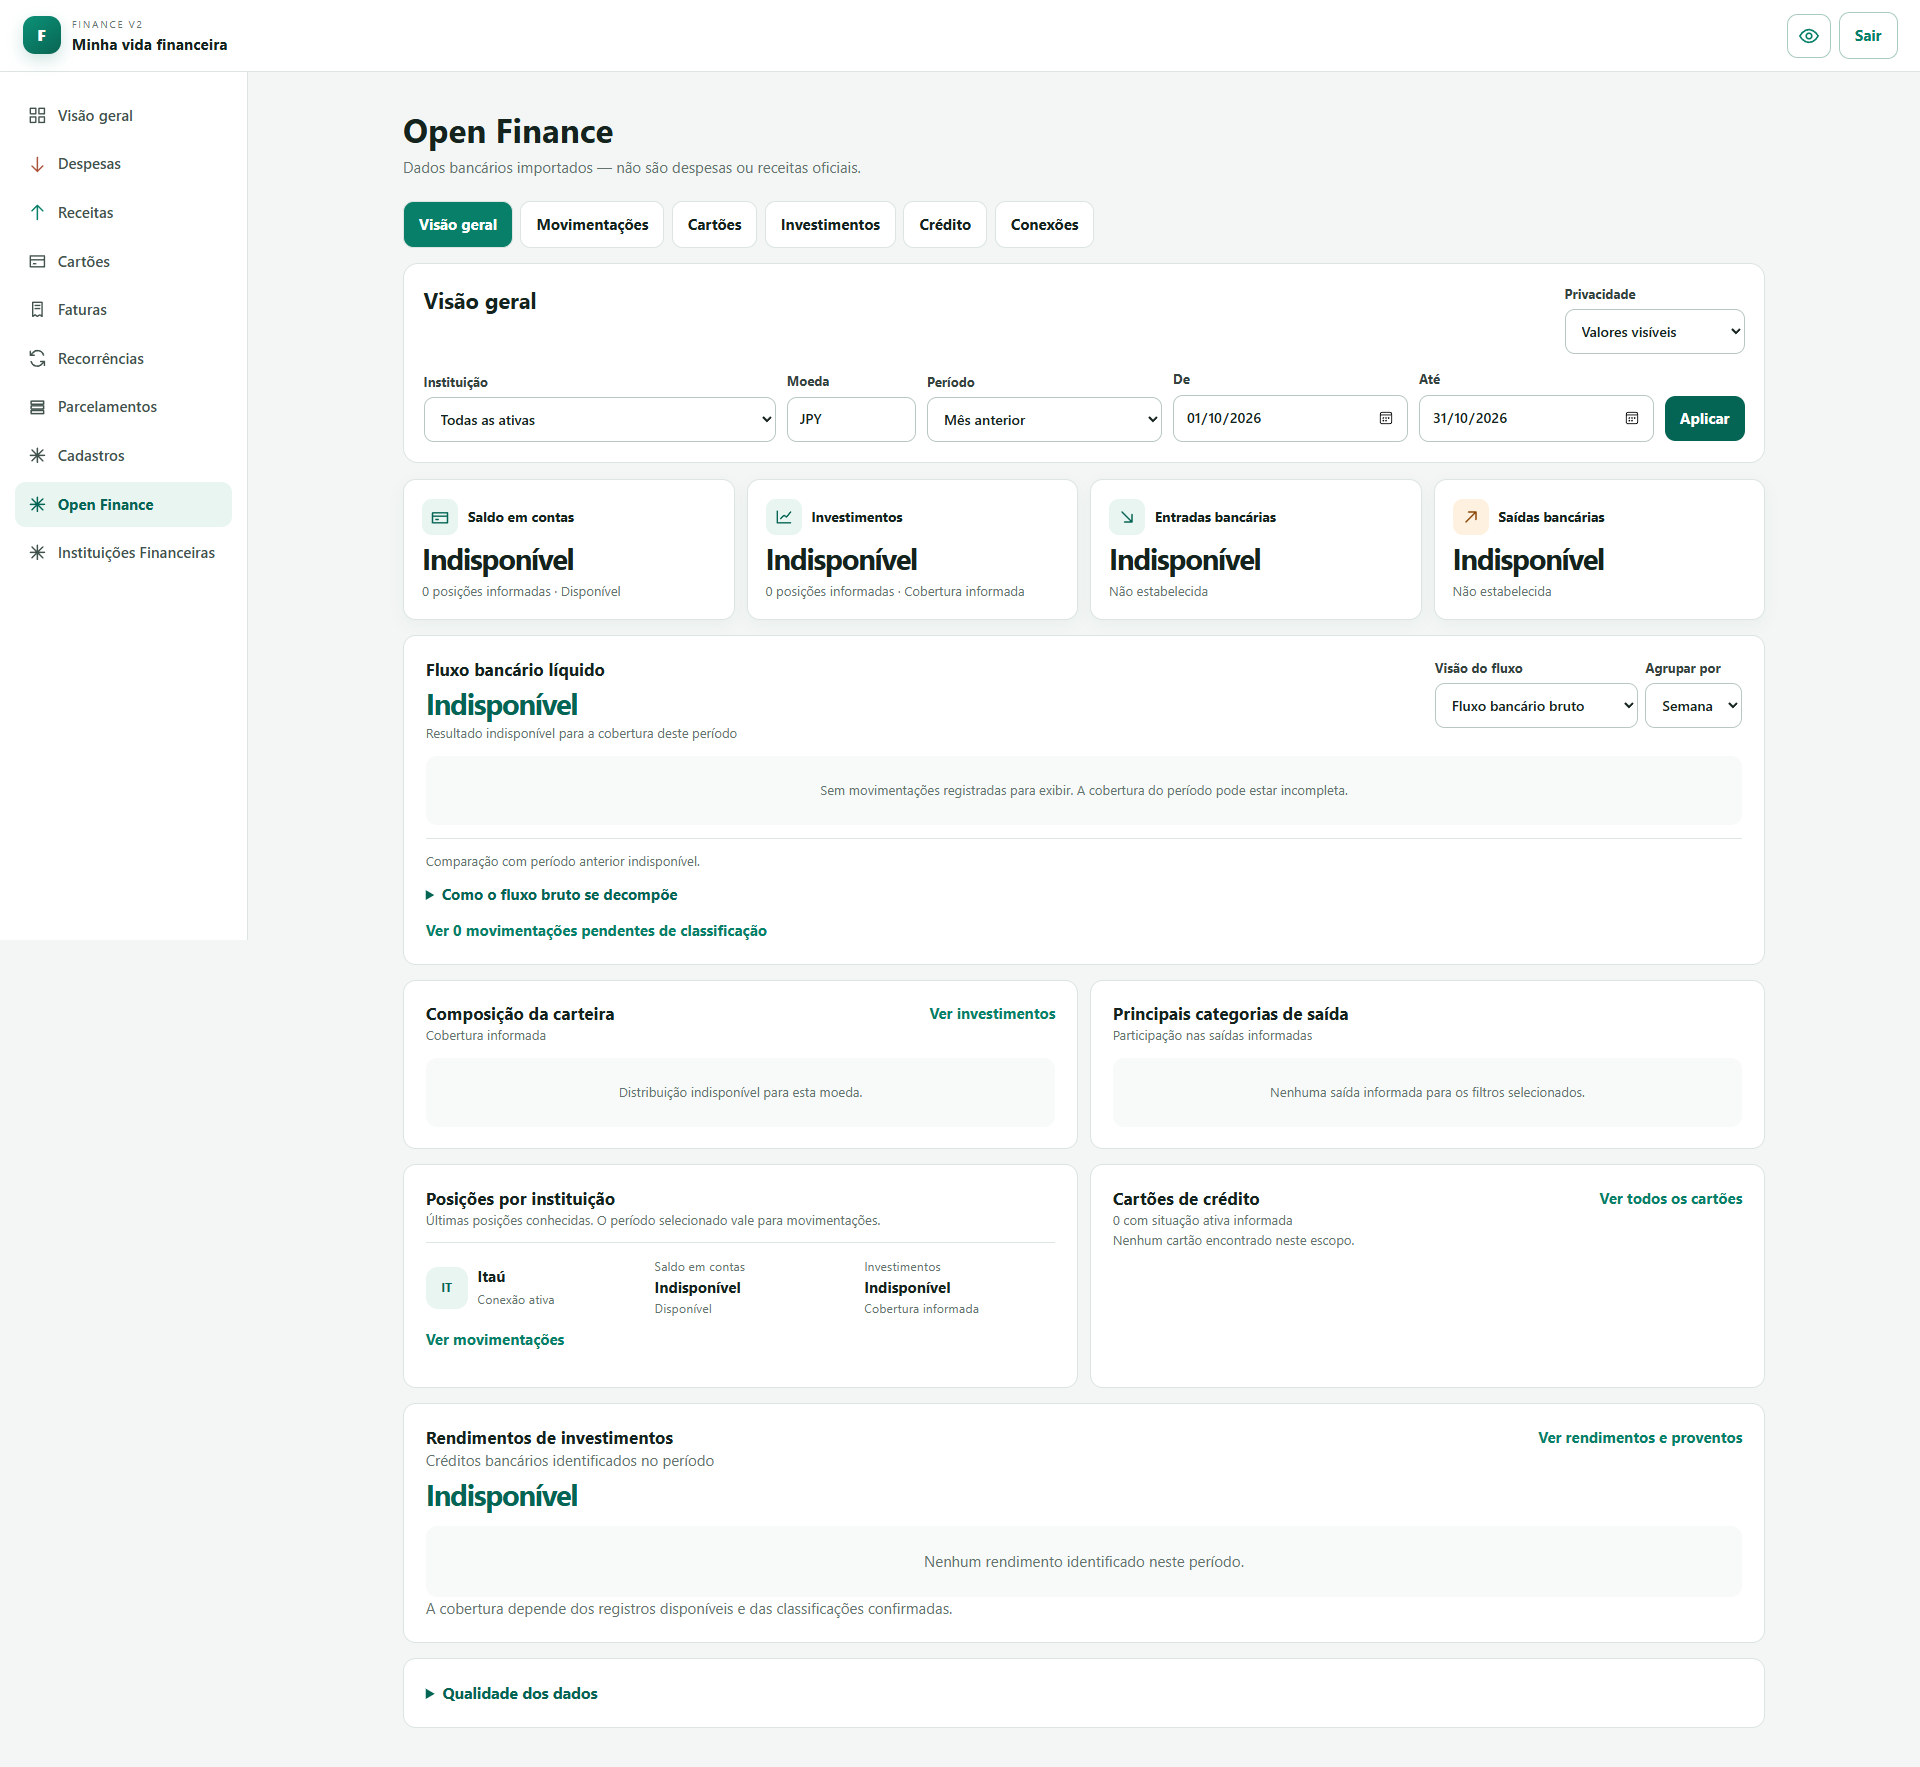 F
FINANCE V2
Minha vida financeira
Sair
Visão geral
Despesas
Receitas
Cartões
Faturas
Recorrências
Parcelamentos
Cadastros
Open Finance
Instituições Financeiras
Open Finance
Dados bancários importados — não são despesas ou receitas oficiais.
Visão geral
Movimentações
Cartões
Investimentos
Crédito
Conexões
Visão geral
Privacidade
Valores visíveis
Instituição
Todas as ativas
Moeda
JPY
Período
Mês anterior
De
01/10/2026
Até
31/10/2026
Aplicar
Saldo em contas
Indisponível
0 posições informadas · Disponível
Investimentos
Indisponível
0 posições informadas · Cobertura informada
Entradas bancárias
Indisponível
Não estabelecida
Saídas bancárias
Indisponível
Não estabelecida
Fluxo bancário líquido
Indisponível
Resultado indisponível para a cobertura deste período
Visão do fluxo
Fluxo bancário bruto
Agrupar por
Semana
Sem movimentações registradas para exibir. A cobertura do período pode estar incompleta.
Comparação com período anterior indisponível.
Como o fluxo bruto se decompõe
Ver 0 movimentações pendentes de classificação
Composição da carteira
Ver investimentos
Cobertura informada
Distribuição indisponível para esta moeda.
Principais categorias de saída
Participação nas saídas informadas
Nenhuma saída informada para os filtros selecionados.
Posições por instituição
Últimas posições conhecidas. O período selecionado vale para movimentações.
IT
Itaú
Conexão ativa
Saldo em contas
Indisponível
Disponível
Investimentos
Indisponível
Cobertura informada
Ver movimentações
Cartões de crédito
Ver todos os cartões
0 com situação ativa informada
Nenhum cartão encontrado neste escopo.
Rendimentos de investimentos
Ver rendimentos e proventos
Créditos bancários identificados no período
Indisponível
Nenhum rendimento identificado neste período.
A cobertura depende dos registros disponíveis e das classificações confirmadas.
Qualidade dos dados